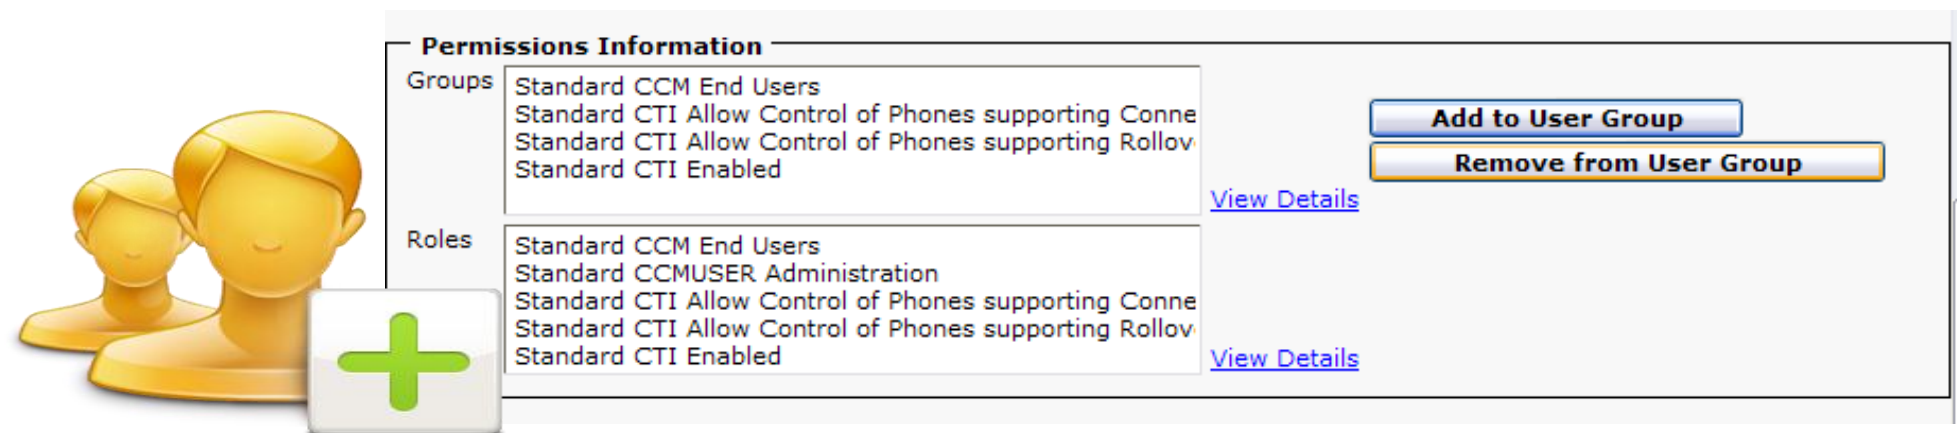 Permissions Information
Groups
Standard CCM End Users
Standard CTI Allow Control of Phones supporting Conne
Standard CTI Allow Control of Phones supporting Rollov
Standard CTI Enabled
View Details
Add to User Group
Remove from User Group
Roles
Standard CCM End Users
Standard CCMUSER Administration
Standard CTI Allow Control of Phones supporting Conne
Standard CTI Allow Control of Phones supporting Rollov
Standard CTI Enabled
View Details